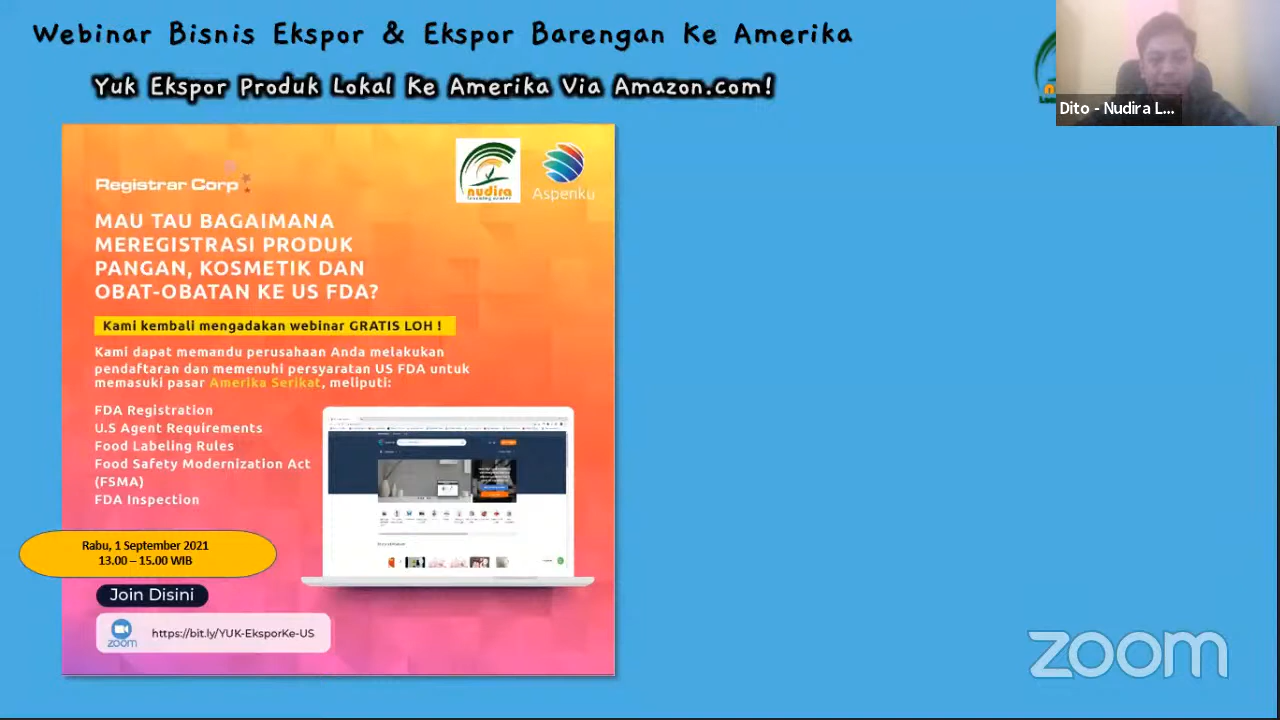 Webinar Bisnis Ekspor & Ekspor Barengan Ke Amerika
Yuk Ekspor Produk Lokal Ke Amerika Via Amazon.com!
Dito - Nudira L...
Registrar Corp
nudira
Aspenku
MAU TAU BAGAIMANA
MEREGISTRASI PRODUK
PANGAN, KOSMETIK DAN
OBAT-OBATAN KE US FDA?
Kami kembali mengadakan webinar GRATIS LOH !
Kami dapat memandu perusahaan Anda melakukan
pendaftaran dan memenuhi persyaratan US FDA untuk
memasuki pasar Amerika Serikat, meliputi:
FDA Registration
U.S Agent Requirements
Food Labeling Rules
Food Safety Modernization Act
(FSMA)
FDA Inspection
Rabu, 1 September 2021
13.00 – 15.00 WIB
Join Disini
zoom
https://bit.ly/YUK-EksporKe-US
zoom